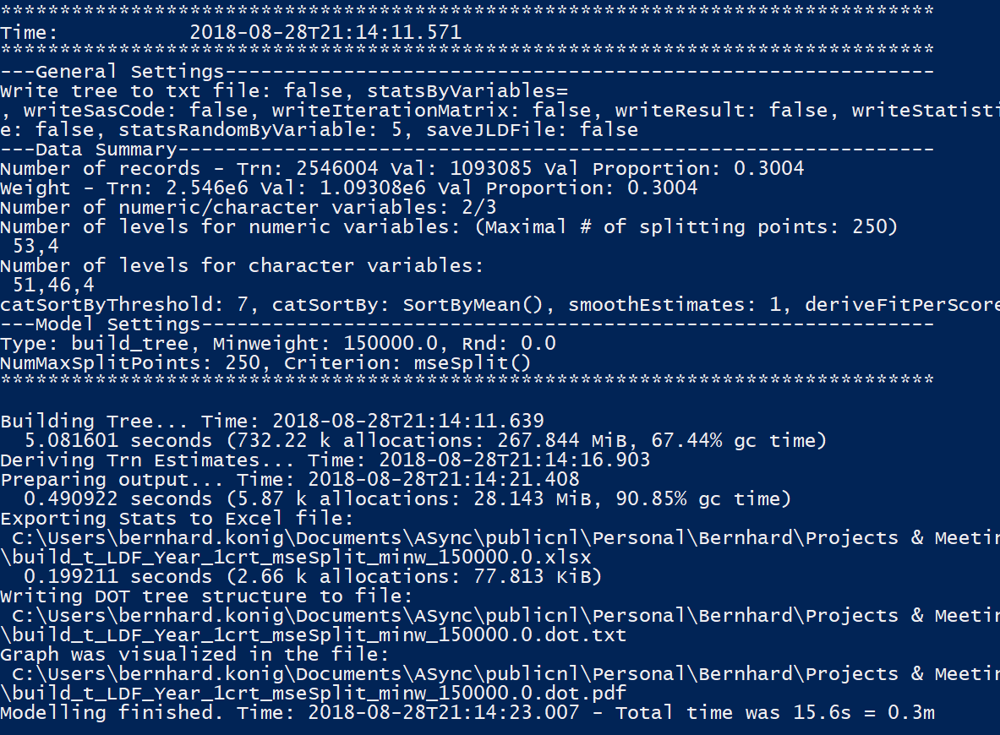 *******************************************************************************
Time:           2018-08-28T21:14:11.571
*******************************************************************************
---General Settings------------------------------------------------------------
Write tree to txt file: false, statsByVariables=
, writeSasCode: false, writeIterationMatrix: false, writeResult: false, writeStatisti
e: false, statsRandomByVariable: 5, saveJLDFile: false
---Data Summary----------------------------------------------------------------
Number of records - Trn: 2546004 Val: 1093085 Val Proportion: 0.3004
Weight - Trn: 2.546e6 Val: 1.09308e6 Val Proportion: 0.3004
Number of numeric/character variables: 2/3
Number of levels for numeric variables: (Maximal # of splitting points: 250)
 53,4
Number of levels for character variables:
 51,46,4
catSortByThreshold: 7, catSortBy: SortByMean(), smoothEstimates: 1, deriveFitPerScore
---Model Settings--------------------------------------------------------------
Type: build_tree, Minweight: 150000.0, Rnd: 0.0
NumMaxSplitPoints: 250, Criterion: mseSplit()
*******************************************************************************
Building Tree... Time: 2018-08-28T21:14:11.639
  5.081601 seconds (732.22 k allocations: 267.844 MiB, 67.44% gc time)
Deriving Trn Estimates... Time: 2018-08-28T21:14:16.903
Preparing output... Time: 2018-08-28T21:14:21.408
  0.490922 seconds (5.87 k allocations: 28.143 MiB, 90.85% gc time)
Exporting Stats to Excel file:
 C:\Users\bernhard.konig\Documents\ASync\publicnl\Personal\Bernhard\Projects & Meetin
\build_t_LDF_Year_1crt_mseSplit_minw_150000.0.xlsx
  0.199211 seconds (2.66 k allocations: 77.813 KiB)
Writing DOT tree structure to file:
 C:\Users\bernhard.konig\Documents\ASync\publicnl\Personal\Bernhard\Projects & Meetin
\build_t_LDF_Year_1crt_mseSplit_minw_150000.0.dot.txt
Graph was visualized in the file:
 C:\Users\bernhard.konig\Documents\ASync\publicnl\Personal\Bernhard\Projects & Meetin
\build_t_LDF_Year_1crt_mseSplit_minw_150000.0.dot.pdf
Modelling finished. Time: 2018-08-28T21:14:23.007 - Total time was 15.6s = 0.3m